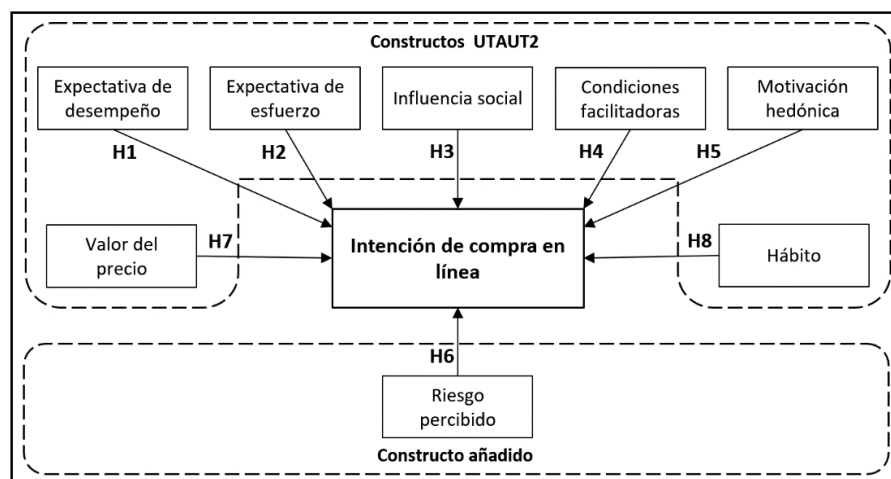 Constructos UTAUT2
Expectativa de
desempeño
Expectativa de
esfuerzo
Influencia social
Condiciones
facilitadoras
Motivación
hedónica
H1
H2
H3
H4
H5
Valor del
precio
H7
Intención de compra en
línea
H8
Hábito
H6
Riesgo
percibido
Constructo añadido